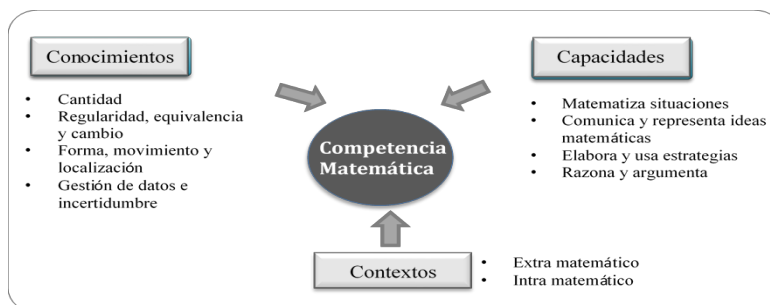 Conocimientos
• Cantidad
• Regularidad, equivalencia
y cambio
• Forma, movimiento y
localización
• Gestión de datos e
incertidumbre
Capacidades
• Matematiza situaciones
• Comunica y representa ideas
matemáticas
• Elabora y usa estrategias
• Razona y argumenta
Competencia
Matemática
Contextos
• Extra matemático
• Intra matemático